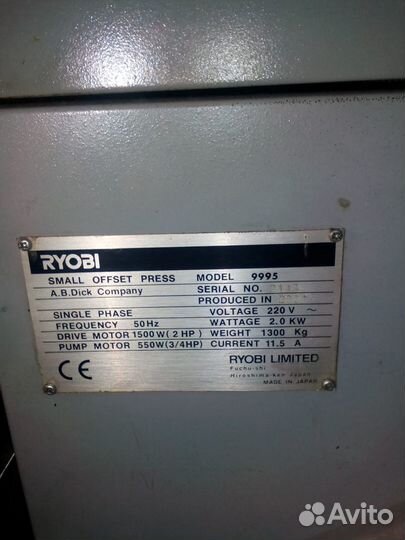 RYOBI
SMALL OFFSET PRESS MODEL 9995
A.B.Dick Company SERIAL NO.
PRODUCED IN
SINGLE PHASE VOLTAGE 220 V ~
FREQUENCY 50Hz WATTAGE 2.0 KW
DRIVE MOTOR 1500W(2 HP) WEIGHT 1300 Kg
PUMP MOTOR 550W(3/4HP) CURRENT 11.5 A
CE RYOBI LIMITED
Fuchu-shi
Hiroshima-ken Japan
MADE IN JAPAN
Avito